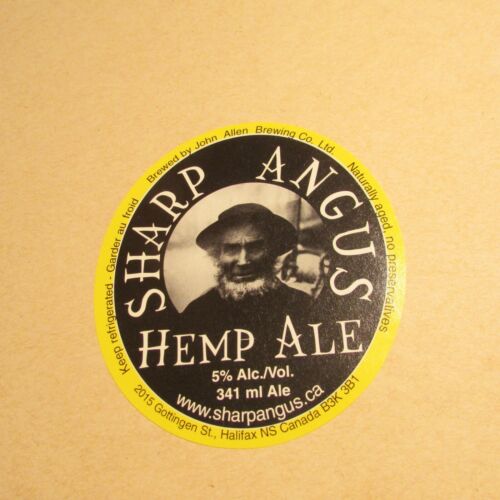 Brewed by John Allen Brewing Co. Ltd.
Naturally aged, no preservatives
Keep refrigerated - Garder au froid
SHARP ANGUS
HEMP ALE
5% Alc./Vol.
341 ml Ale
www.sharpangus.ca
2015 Gottingen St., Halifax NS Canada B3K 3B1